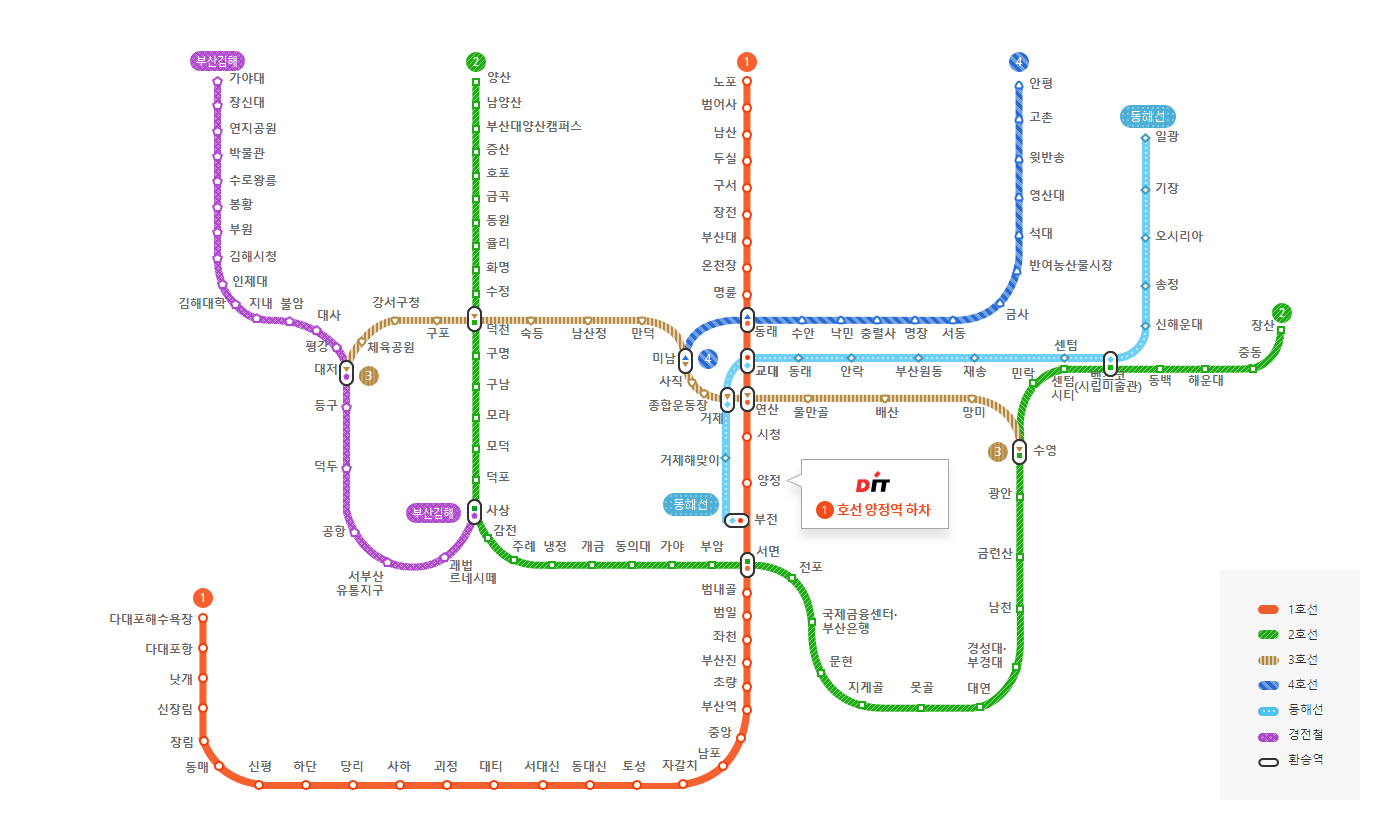 부산김해
가야대
장신대
연지공원
박물관
수로왕릉
봉황
부원
김해시청
인제대
김해대학
지내
불암
대사
평강
대저
등구
덕두
공항
서부산
유통지구
괘법
르네시떼
부산김해
2
양산
남양산
부산대양산캠퍼스
증산
호포
금곡
동원
율리
화명
수정
덕천
구명
구남
모라
모덕
덕포
사상
감전
주례
냉정
개금
동의대
가야
부암
서면
전포
국제금융센터·
부산은행
문현
지게골
못골
대연
경성대·
부경대
남천
금련산
광안
수영
민락
센텀
시티
(시립미술관)
동백
해운대
중동
장산
2
3
체육공원
강서구청
구포
숙등
남산정
만덕
미남
사직
종합운동장
거제
연산
물만골
배산
망미
3
4
안평
고촌
윗반송
영산대
석대
반여농산물시장
금사
서동
명장
충렬사
낙민
수안
동래
4
동해선
일광
기장
오시리아
송정
신해운대
센텀
재송
부산원동
안락
동래
교대
거제해맞이
동해선
부전
1
노포
범어사
남산
두실
구서
장전
부산대
온천장
명륜
시청
양정
DIT
1 호선 양정역 하차
범내골
범일
좌천
부산진
초량
부산역
중앙
남포
자갈치
토성
동대신
서대신
대티
괴정
사하
당리
하단
신평
동매
장림
신장림
낫개
다대포항
다대포해수욕장
1
1호선
2호선
3호선
4호선
동해선
경전철
환승역